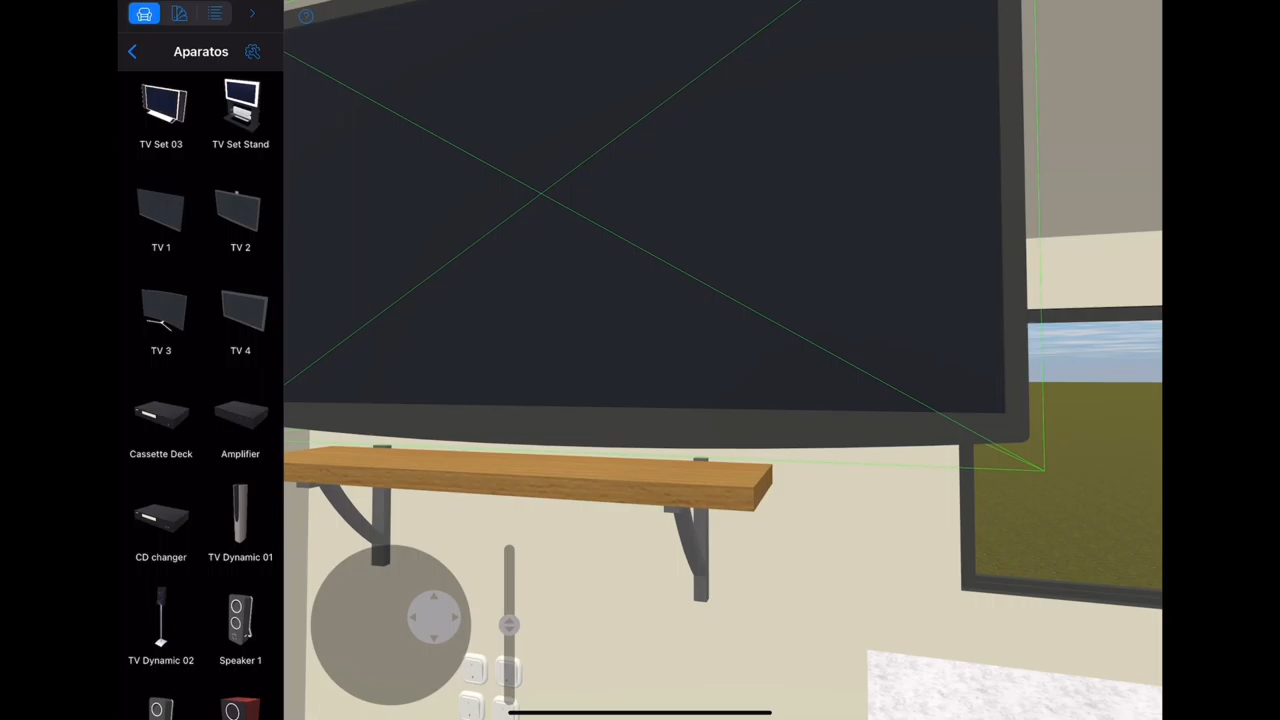 Aparatos
TV Set 03
TV Set Stand
TV 1
TV 2
TV 3
TV 4
Cassette Deck
Amplifier
CD changer
TV Dynamic 01
TV Dynamic 02
Speaker 1